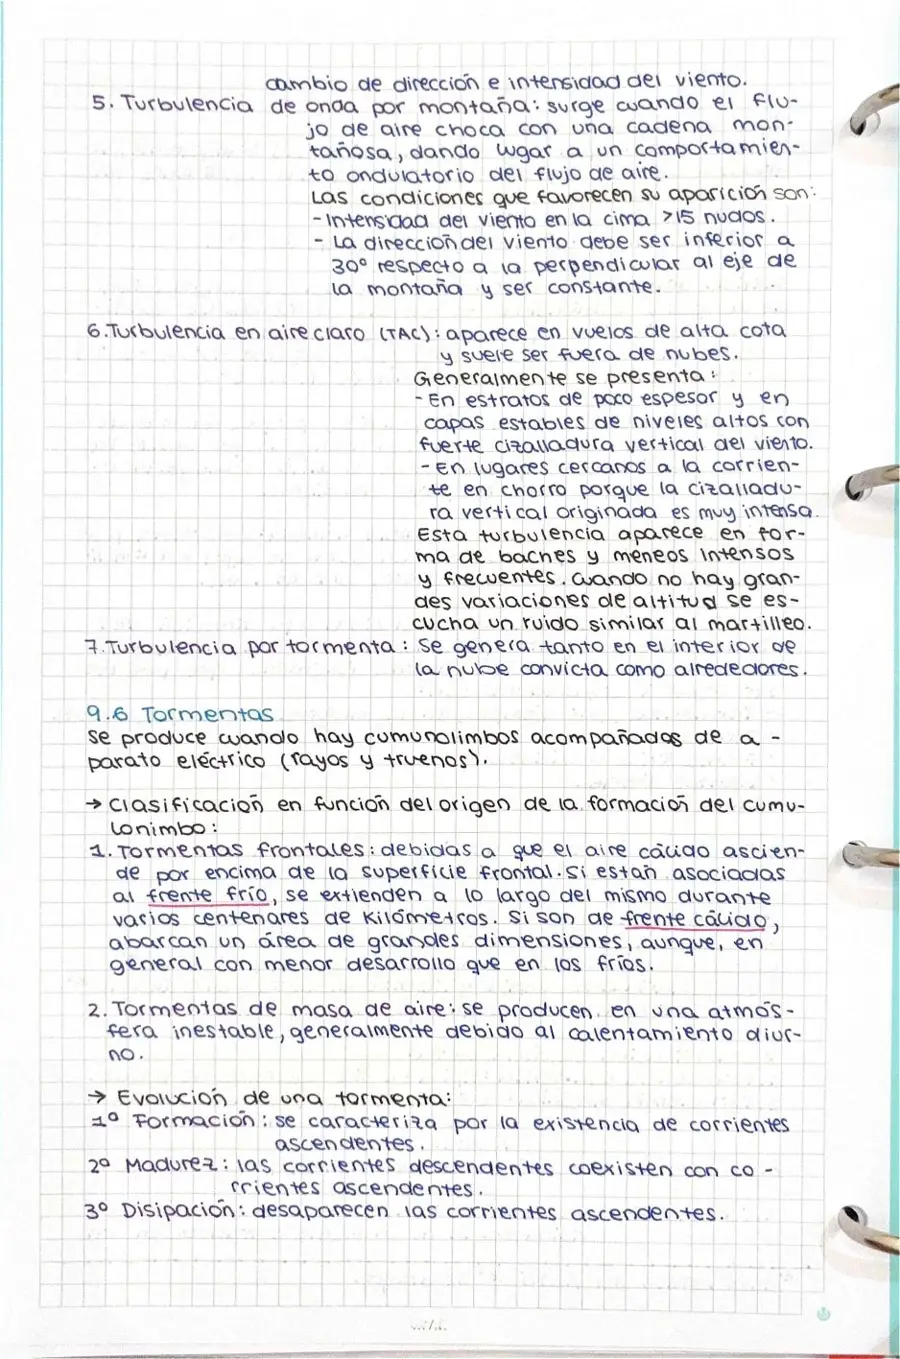 cambio de dirección e intensidad del viento.
5. Turbulencia de onda por montaña: surge cuando el flu-
jo de aire choca con una cadena mon-
tañosa, dando lugar a un comportamien-
to ondulatorio del flujo de aire.
Las condiciones que favorecen su aparición son:
- Intensidad del viento en la cima >15 nudos.
- La dirección del viento debe ser inferior a
30º respecto a la perpendicular al eje de
la montaña y ser constante.
6. Turbulencia en aire claro (TAC): aparece en vuelos de alta cota
y suele ser fuera de nubes.
Generalmente se presenta:
- En estratos de poco espesor y en
capas estables de niveles altos con
fuerte cizalladura vertical del viento.
- En lugares cercanos a la corrien-
te en chorro porque la cizalladu-
ra vertical originada es muy intensa.
Esta turbulencia aparece en for-
ma de baches y meneos intensos
y frecuentes. Cuando no hay gran-
des variaciones de altitud se es-
cucha un ruido similar al martilleo.
7. Turbulencia por tormenta: Se genera tanto en el interior de
la nube convicta como alrededores.
9.6 Tormentas
Se produce cuando hay cumunolimbos acompañados de a-
parato eléctrico (rayos y truenos).
→ Clasificación en función del origen de la formación del cumu-
lonimbo:
1. Tormentas frontales: debidas a que el aire cálido ascien-
de por encima de la superficie frontal. Si están asociadas
al frente frío, se extienden a lo largo del mismo durante
varios centenares de kilómetros. Si son de frente cálido,
abarcan un área de grandes dimensiones, aunque, en
general con menor desarrollo que en los fríos.
2. Tormentas de masa de aire: se producen en una atmós-
fera inestable, generalmente debido al calentamiento diur-
no.
→ Evolución de una tormenta:
1º Formación: se caracteriza por la existencia de corrientes
ascendentes.
2º Madurez: las corrientes descendentes coexisten con co-
rrientes ascendentes.
3º Disipación: desaparecen las corrientes ascendentes.